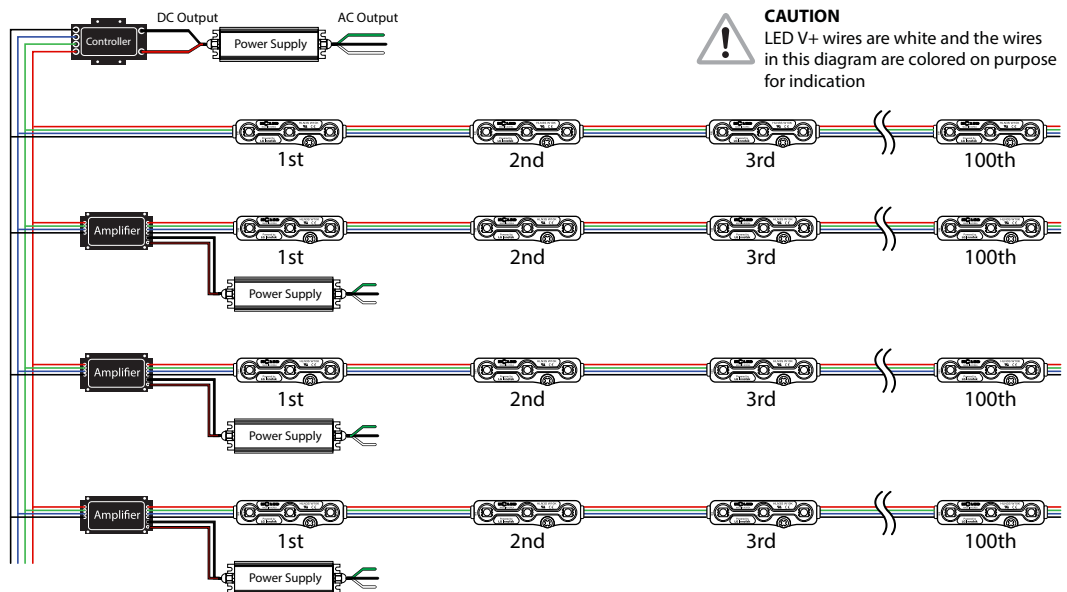 DC Output
AC Output
Controller
Power Supply
CAUTION
LED V+ wires are white and the wires
in this diagram are colored on purpose
for indication
1st
2nd
3rd
100th
Amplifier
1st
2nd
3rd
100th
Power Supply
Amplifier
1st
2nd
3rd
100th
Power Supply
Amplifier
1st
2nd
3rd
100th
Power Supply